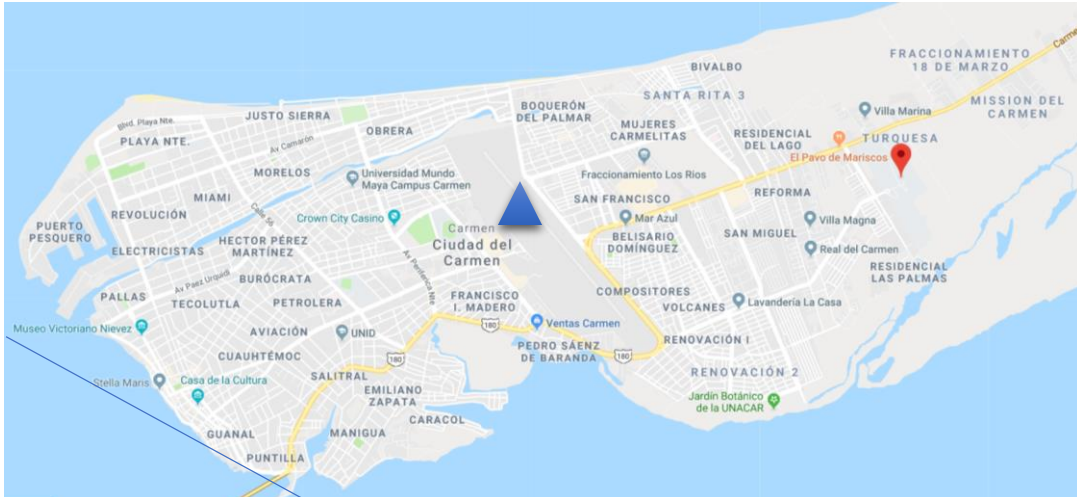 FRACCIONAMIENTO
18 DE MARZO
BIVALBO
Carmen
SANTA RITA 3
MISSION DEL
CARMEN
BOQUERÓN
DEL PALMAR
Villa Marina
JUSTO SIERRA
Blvd. Playa Nte.
PLAYA NTE.
OBRERA
MUJERES
CARMELITAS
RESIDENCIAL
DEL LAGO
TURQUESA
Av Camarón
El Pavo de Mariscos
MORELOS
Universidad Mundo
Maya Campus Carmen
Fraccionamiento Los Rios
MIAMI
SAN FRANCISCO
REFORMA
REVOLUCIÓN
Calle 56
Crown City Casino
Mar Azul
Villa Magna
PUERTO
PESQUERO
Carmen
Ciudad del
Carmen
BELISARIO
DOMÍNGUEZ
SAN MIGUEL
ELECTRICISTAS
HECTOR PÉREZ
MARTÍNEZ
Real del Carmen
Av Periferica Nte
RESIDENCIAL
LAS PALMAS
Av Paez Urquidi
BURÓCRATA
PALLAS
TECOLUTLA
PETROLERA
FRANCISCO
I. MADERO
COMPOSITORES
VOLCANES
Lavandería La Casa
Museo Victoriano Nievez
AVIACIÓN
UNID
180
Ventas Carmen
PEDRO SÁENZ
DE BARANDA
180
RENOVACIÓN I
CUAUHTÉMOC
180
RENOVACIÓN 2
Stella Maris
Casa de la Cultura
SALITRAL
EMILIANO
ZAPATA
Jardín Botánico
de la UNACAR
CARACOL
GUANAL
MANIGUA
PUNTILLA